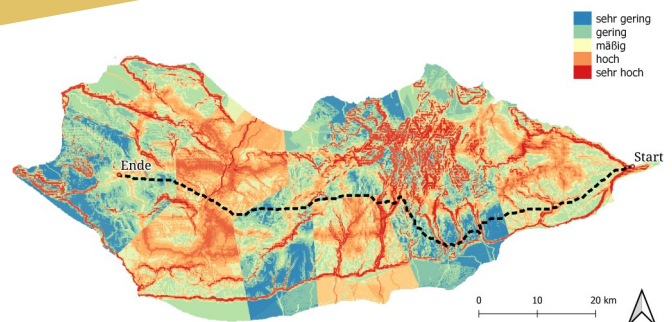 sehr gering
gering
mäßig
hoch
sehr hoch
Ende
Start
0 10 20 km